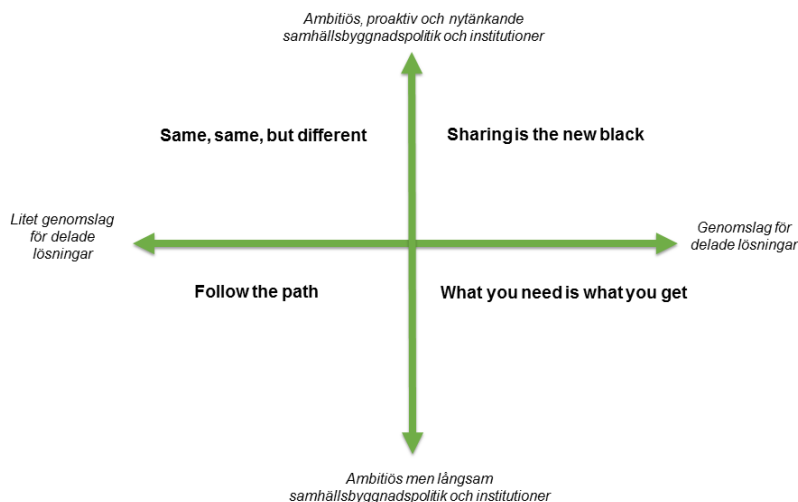 Ambitiös, proaktiv och nytänkande
samhällsbyggnadspolitik och institutioner
Same, same, but different
Sharing is the new black
Litet genomslag
för delade
lösningar
Genomslag för
delade lösningar
Follow the path
What you need is what you get
Ambitiös men långsam
samhällsbyggnadspolitik och institutioner